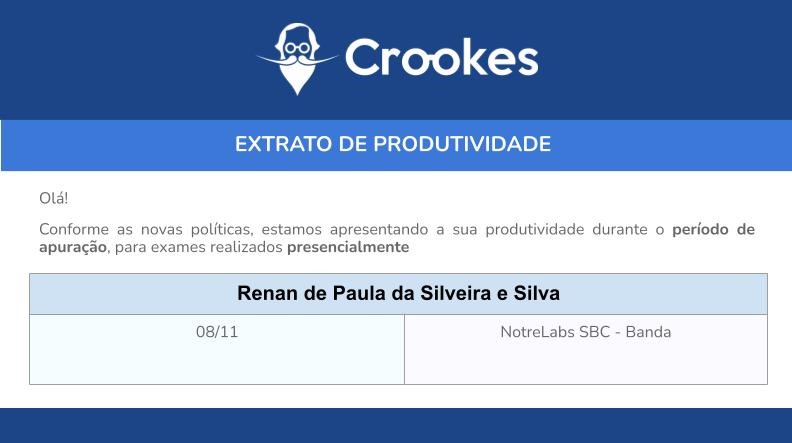 Crookes
EXTRATO DE PRODUTIVIDADE
Olá!
Conforme as novas políticas, estamos apresentando a sua produtividade durante o período de
apuração, para exames realizados presencialmente
Renan de Paula da Silveira e Silva
08/11
NotreLabs SBC - Banda